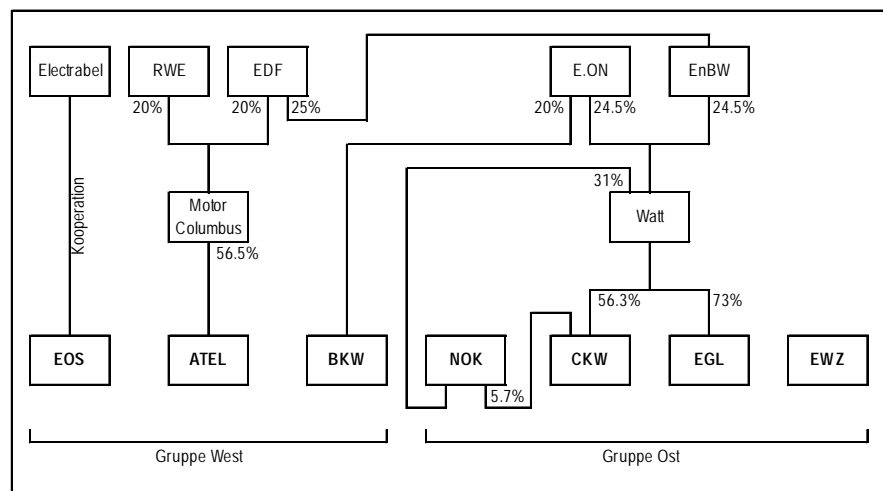 Electrabel
RWE
EDF
E.ON
EnBW
20%
20%
25%
20%
24.5%
24.5%
31%
Motor
Columbus
Watt
Kooperation
56.5%
56.3%
73%
EOS
ATEL
BKW
NOK
CKW
EGL
EWZ
5.7%
Gruppe West
Gruppe Ost